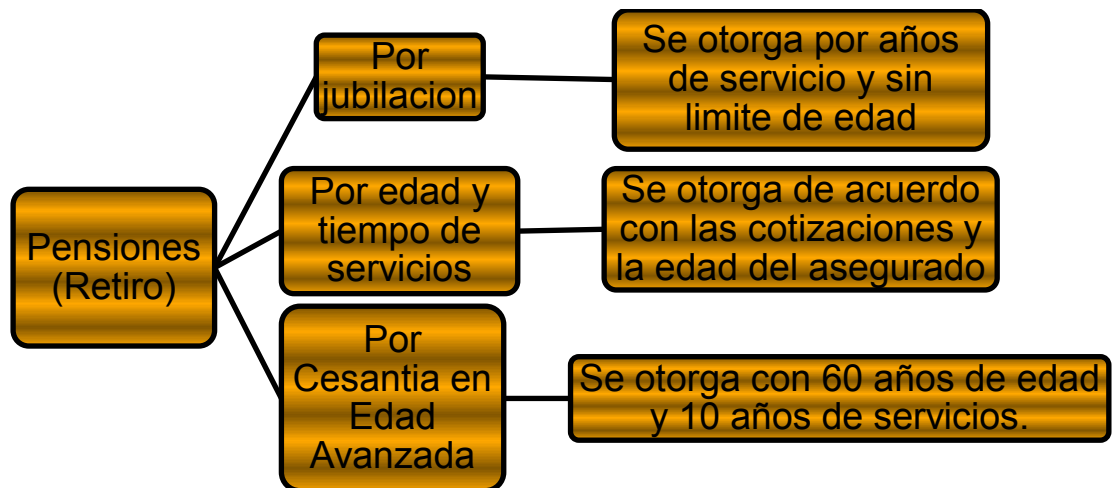 Pensiones
(Retiro)
Por
jubilacion
Se otorga por años
de servicio y sin
limite de edad
Por edad y
tiempo de
servicios
Se otorga de acuerdo
con las cotizaciones y
la edad del asegurado
Por
Cesantia en
Edad
Avanzada
Se otorga con 60 años de edad
y 10 años de servicios.